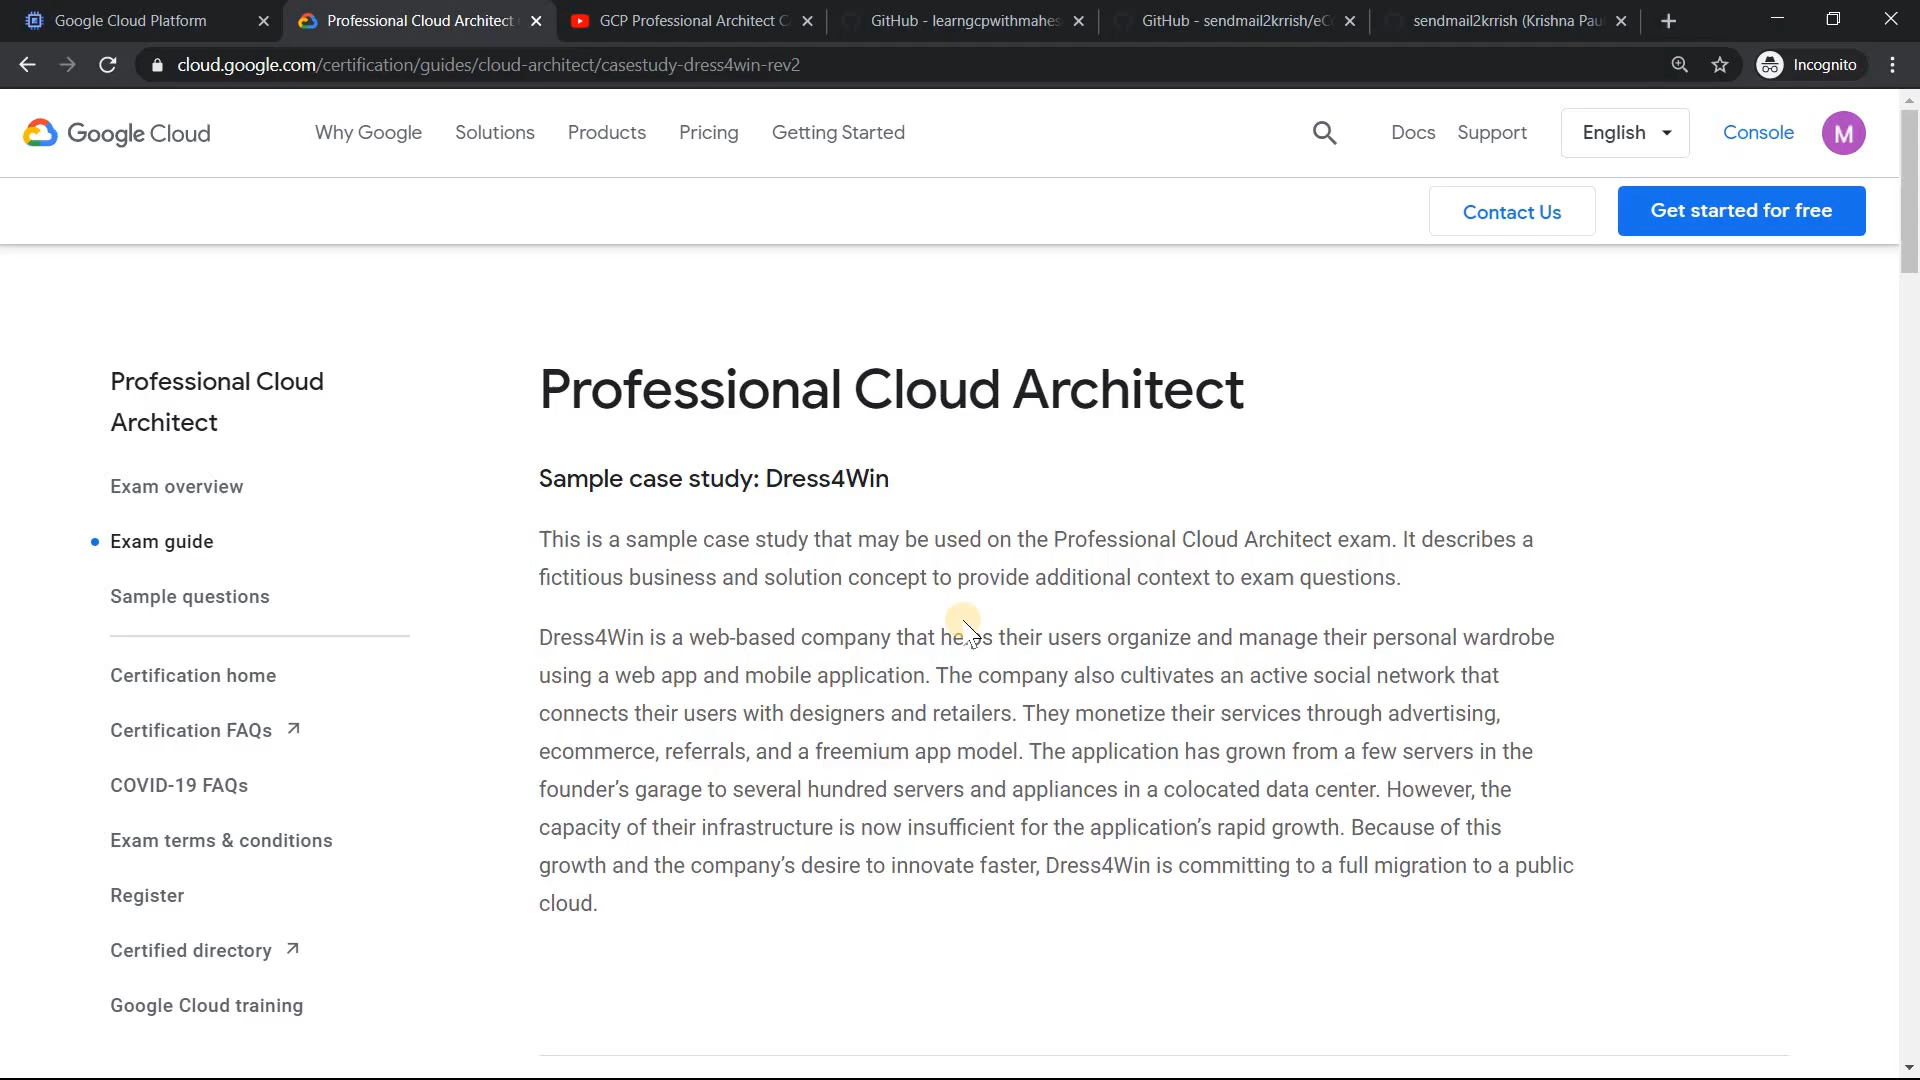 Google Cloud Platform
Professional Cloud Architect
GCP Professional Architect C
GitHub - learngcpwithmahes
GitHub - sendmail2krrish/eC
sendmail2krrish (Krishna Pau
cloud.google.com/certification/guides/cloud-architect/casestudy-dress4win-rev2
Incognito
Google Cloud
Why Google
Solutions
Products
Pricing
Getting Started
Docs
Support
English
Console
M
Contact Us
Get started for free
Professional Cloud
Architect
Exam overview
Exam guide
Sample questions
Certification home
Certification FAQs
COVID-19 FAQs
Exam terms & conditions
Register
Certified directory
Google Cloud training
Professional Cloud Architect
Sample case study: Dress4Win
This is a sample case study that may be used on the Professional Cloud Architect exam. It describes a
fictitious business and solution concept to provide additional context to exam questions.
Dress4Win is a web-based company that helps their users organize and manage their personal wardrobe
using a web app and mobile application. The company also cultivates an active social network that
connects their users with designers and retailers. They monetize their services through advertising,
ecommerce, referrals, and a freemium app model. The application has grown from a few servers in the
founder's garage to several hundred servers and appliances in a colocated data center. However, the
capacity of their infrastructure is now insufficient for the application's rapid growth. Because of this
growth and the company's desire to innovate faster, Dress4Win is committing to a full migration to a public
cloud.